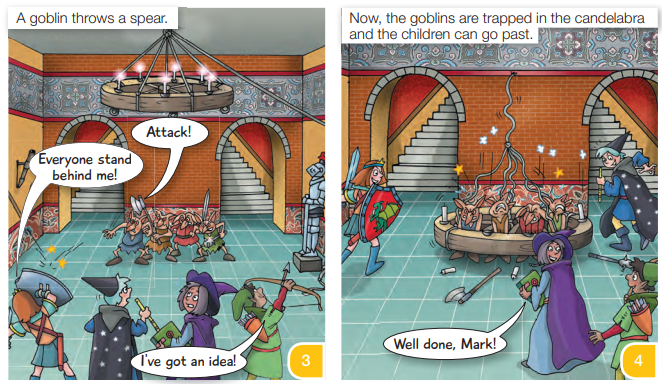 A goblin throws a spear.
Attack!
Everyone stand
behind me!
I've got an idea!
3
Now, the goblins are trapped in the candelabra
and the children can go past.
Well done, Mark!
4